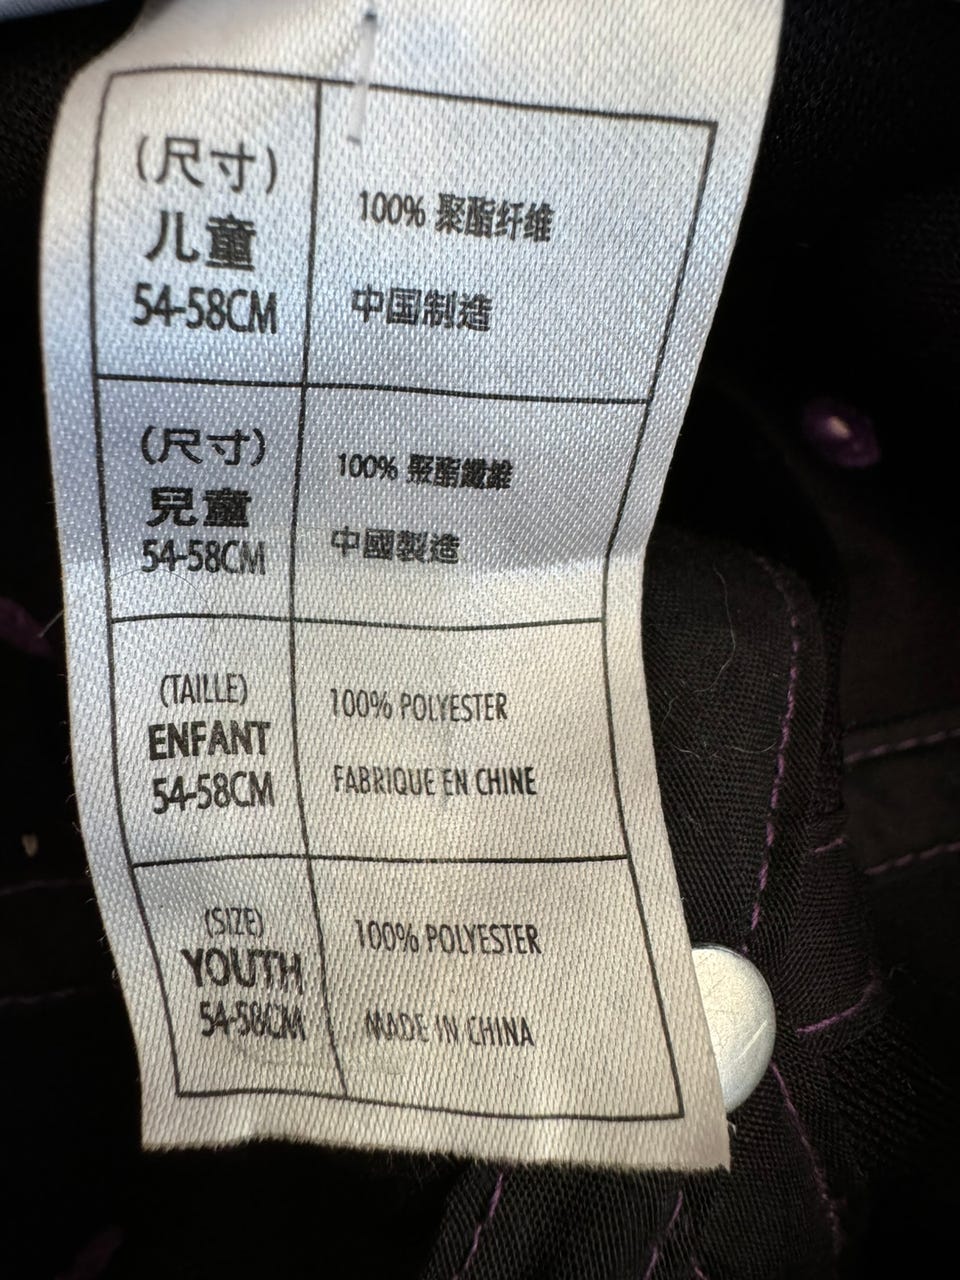 (尺寸)
儿童
54-58CM
100% 聚酯纤维
中国制造
(尺寸)
兒童
54-58CM
100% 聚酯纖維
中國製造
(TAILLE)
ENFANT
54-58CM
100% POLYESTER
FABRIQUE EN CHINE
(SIZE)
YOUTH
54-58CM
100% POLYESTER
MADE IN CHINA